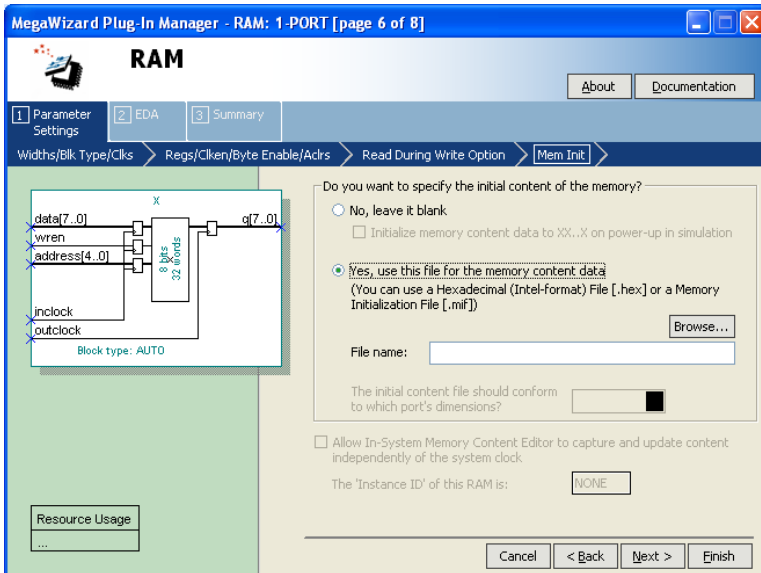 MegaWizard Plug-In Manager - RAM: 1-PORT [page 6 of 8]
RAM
About
Documentation
1 Parameter Settings
2 EDA
3 Summary
Widths/Blk Type/Clks
Regs/Clken/Byte Enable/Aclrs
Read During Write Option
Mem Init
X
data[7..0]
wren
address[4..0]
inclock
outclock
q[7..0]
8 bits
x
32 words
Block type: AUTO
Resource Usage
...
Do you want to specify the initial content of the memory?
No, leave it blank
Initialize memory content data to XX..X on power-up in simulation
Yes, use this file for the memory content data
(You can use a Hexadecimal (Intel-format) File [.hex] or a Memory
Initialization File [.mif])
Browse...
File name:
The initial content file should conform
to which port's dimensions?
Allow In-System Memory Content Editor to capture and update content
independently of the system clock
The 'Instance ID' of this RAM is:
NONE
Cancel
< Back
Next >
Finish